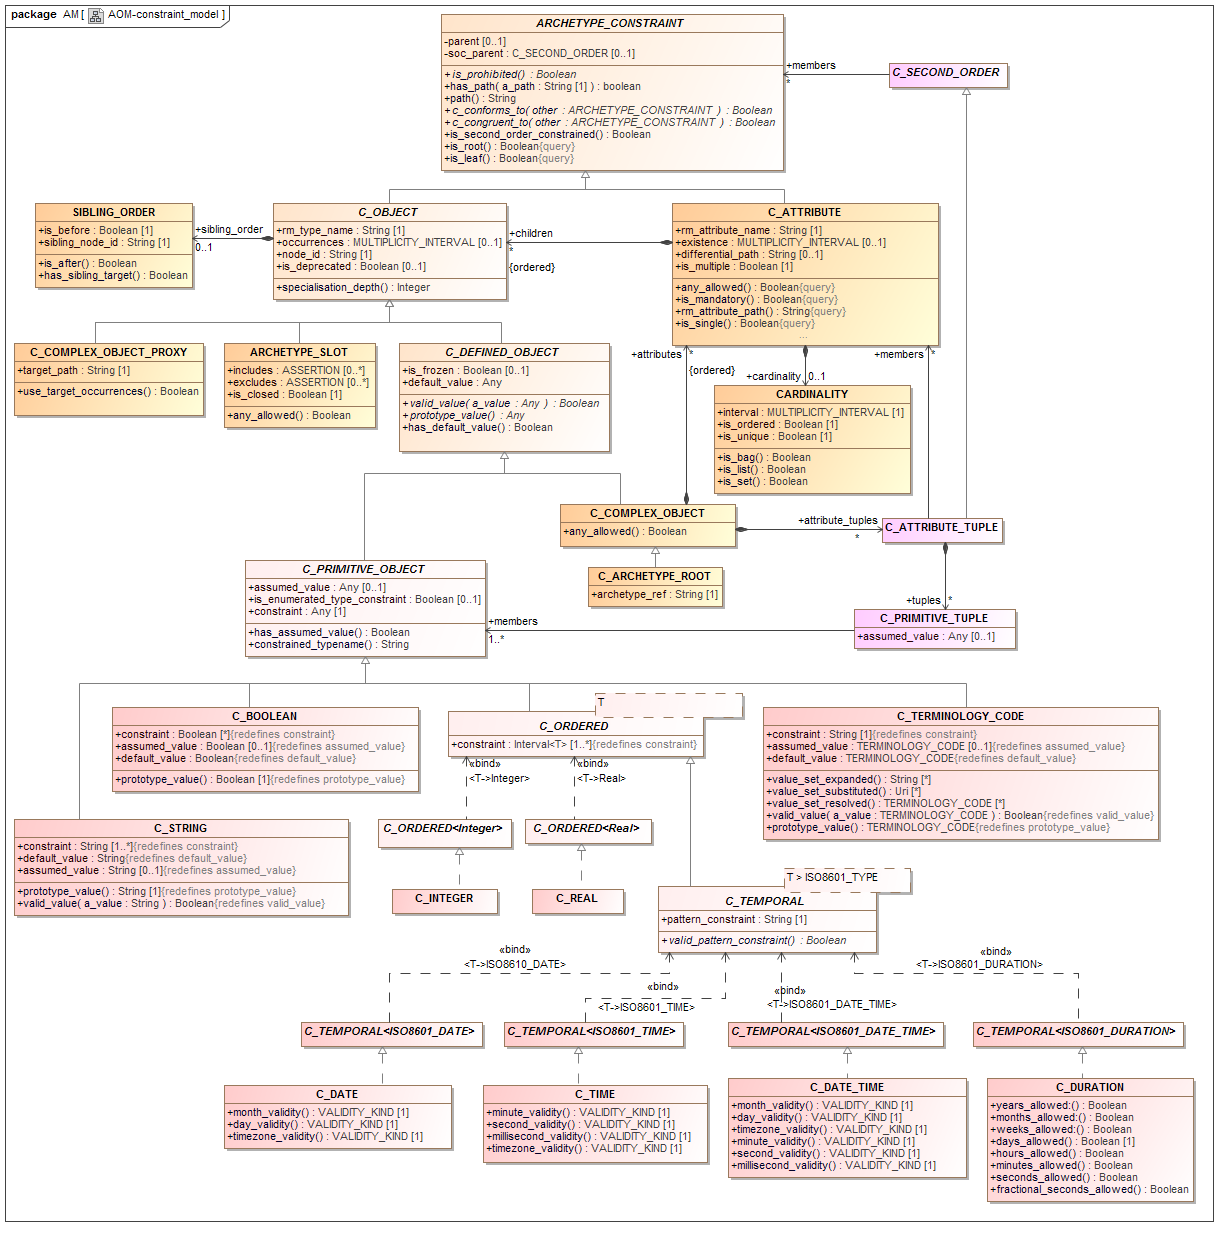 package AM [ AOM-constraint_model ]
ARCHETYPE_CONSTRAINT
-parent [0..1]
-soc_parent : C_SECOND_ORDER [0..1]
+is_prohibited() : Boolean
+has_path( a_path : String [1] ) : boolean
+path() : String
+c_conforms_to( other : ARCHETYPE_CONSTRAINT ) : Boolean
+c_congruent_to( other : ARCHETYPE_CONSTRAINT ) : Boolean
+is_second_order_constrained() : Boolean
+is_root() : Boolean{query}
+is_leaf() : Boolean{query}
+members
*
C_SECOND_ORDER
SIBLING_ORDER
+is_before : Boolean [1]
+sibling_node_id : String [1]
+is_after() : Boolean
+has_sibling_target() : Boolean
+sibling_order
0..1
C_OBJECT
+rm_type_name : String [1]
+occurrences : MULTIPLICITY_INTERVAL [0..1]
+node_id : String [1]
+is_deprecated : Boolean [0..1]
+specialisation_depth() : Integer
+children
*
{ordered}
C_ATTRIBUTE
+rm_attribute_name : String [1]
+existence : MULTIPLICITY_INTERVAL [0..1]
+differential_path : String [0..1]
+is_multiple : Boolean [1]
+any_allowed() : Boolean{query}
+is_mandatory() : Boolean{query}
+rm_attribute_path() : String{query}
+is_single() : Boolean{query}
...
C_COMPLEX_OBJECT_PROXY
+target_path : String [1]
+use_target_occurrences() : Boolean
ARCHETYPE_SLOT
+includes : ASSERTION [0..*]
+excludes : ASSERTION [0..*]
+is_closed : Boolean [1]
+any_allowed() : Boolean
C_DEFINED_OBJECT
+is_frozen : Boolean [0..1]
+default_value : Any
+valid_value( a_value : Any ) : Boolean
+prototype_value() : Any
+has_default_value() : Boolean
+attributes
*
{ordered}
+cardinality
0..1
+members
*
CARDINALITY
+interval : MULTIPLICITY_INTERVAL [1]
+is_ordered : Boolean [1]
+is_unique : Boolean [1]
+is_bag() : Boolean
+is_list() : Boolean
+is_set() : Boolean
C_COMPLEX_OBJECT
+any_allowed() : Boolean
+attribute_tuples
*
C_ATTRIBUTE_TUPLE
C_ARCHETYPE_ROOT
+archetype_ref : String [1]
C_PRIMITIVE_OBJECT
+assumed_value : Any [0..1]
+is_enumerated_type_constraint : Boolean [0..1]
+constraint : Any [1]
+has_assumed_value() : Boolean
+constrained_typename() : String
+members
1..*
+tuples
*
C_PRIMITIVE_TUPLE
+assumed_value : Any [0..1]
C_BOOLEAN
+constraint : Boolean [*]{redefines constraint}
+assumed_value : Boolean [0..1]{redefines assumed_value}
+default_value : Boolean{redefines default_value}
+prototype_value() : Boolean [1]{redefines prototype_value}
T
C_ORDERED
+constraint : Interval<T> [1..*]{redefines constraint}
C_TERMINOLOGY_CODE
+constraint : String [1]{redefines constraint}
+assumed_value : TERMINOLOGY_CODE [0..1]{redefines assumed_value}
+default_value : TERMINOLOGY_CODE{redefines default_value}
+value_set_expanded() : String [*]
+value_set_substituted() : Uri [*]
+value_set_resolved() : TERMINOLOGY_CODE [*]
+valid_value( a_value : TERMINOLOGY_CODE ) : Boolean{redefines valid_value}
+prototype_value() : TERMINOLOGY_CODE{redefines prototype_value}
«bind»
<T->Integer>
«bind»
<T->Real>
C_STRING
+constraint : String [1..*]{redefines constraint}
+default_value : String{redefines default_value}
+assumed_value : String [0..1]{redefines assumed_value}
+prototype_value() : String [1]{redefines prototype_value}
+valid_value( a_value : String ) : Boolean{redefines valid_value}
C_ORDERED<Integer>
C_ORDERED<Real>
C_INTEGER
C_REAL
T > ISO8601_TYPE
C_TEMPORAL
+pattern_constraint : String [1]
+valid_pattern_constraint() : Boolean
«bind»
<T->ISO8610_DATE>
«bind»
<T->ISO8601_TIME>
«bind»
<T->ISO8601_DATE_TIME>
«bind»
<T->ISO8601_DURATION>
C_TEMPORAL<ISO8601_DATE>
C_TEMPORAL<ISO8601_TIME>
C_TEMPORAL<ISO8601_DATE_TIME>
C_TEMPORAL<ISO8601_DURATION>
C_DATE
+month_validity() : VALIDITY_KIND [1]
+day_validity() : VALIDITY_KIND [1]
+timezone_validity() : VALIDITY_KIND [1]
C_TIME
+minute_validity() : VALIDITY_KIND [1]
+second_validity() : VALIDITY_KIND [1]
+millisecond_validity() : VALIDITY_KIND [1]
+timezone_validity() : VALIDITY_KIND [1]
C_DATE_TIME
+month_validity() : VALIDITY_KIND [1]
+day_validity() : VALIDITY_KIND [1]
+timezone_validity() : VALIDITY_KIND [1]
+minute_validity() : VALIDITY_KIND [1]
+second_validity() : VALIDITY_KIND [1]
+millisecond_validity() : VALIDITY_KIND [1]
C_DURATION
+years_allowed:() : Boolean
+months_allowed:() : Boolean
+weeks_allowed:() : Boolean
+days_allowed() : Boolean [1]
+hours_allowed() : Boolean
+minutes_allowed() : Boolean
+seconds_allowed() : Boolean
+fractional_seconds_allowed() : Boolean